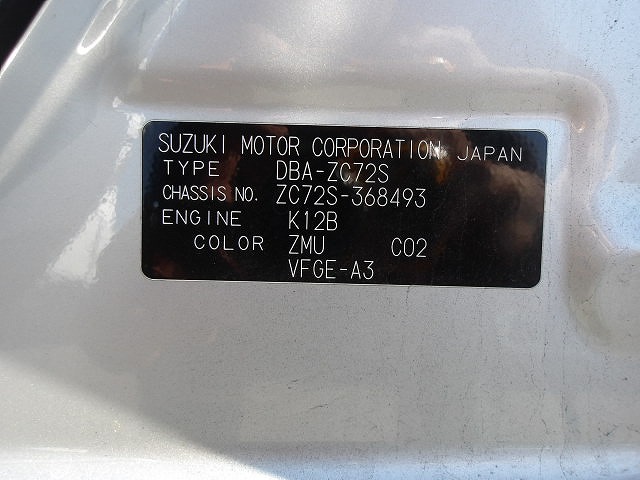 SUZUKI MOTOR CORPORATION JAPAN
TYPE DBA-ZC72S
CHASSIS NO. ZC72S-368493
ENGINE K12B
COLOR ZMU C02
VFGE-A3